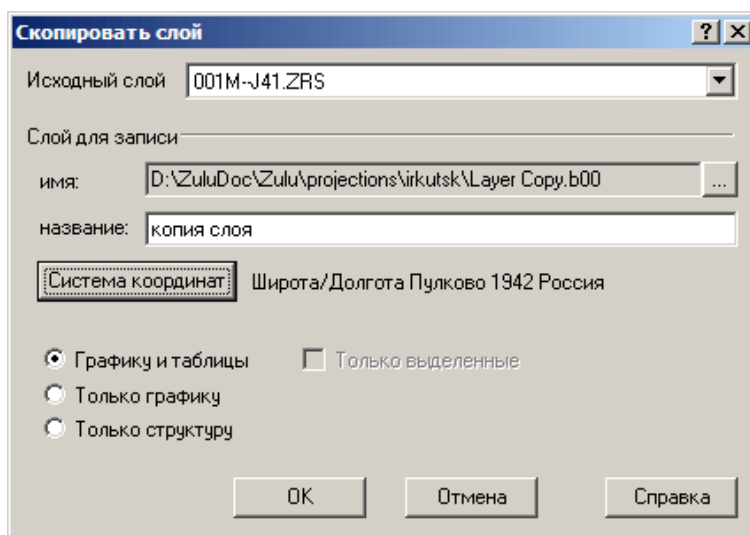 Скопировать слой
Исходный слой 001M--J41.ZRS
Слой для записи
имя: D:\ZuluDoc\Zulu\projections\irkutsk\Layer Copy.b00 ...
название: копия слоя
Система координат Широта/Долгота Пулково 1942 Россия
Графику и таблицы Только выделенные
Только графику
Только структуру
OK Отмена Справка